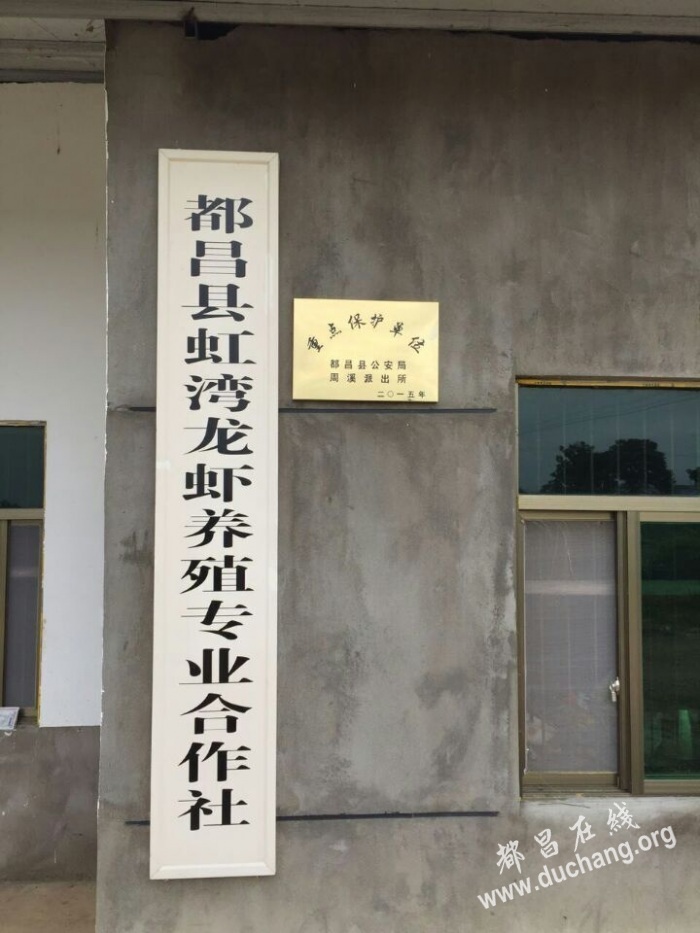 都昌县虹湾龙虾养殖专业合作社
重点保护单位
都昌县公安局
周溪派出所
二〇一五年
都昌在线
www.duchang.org